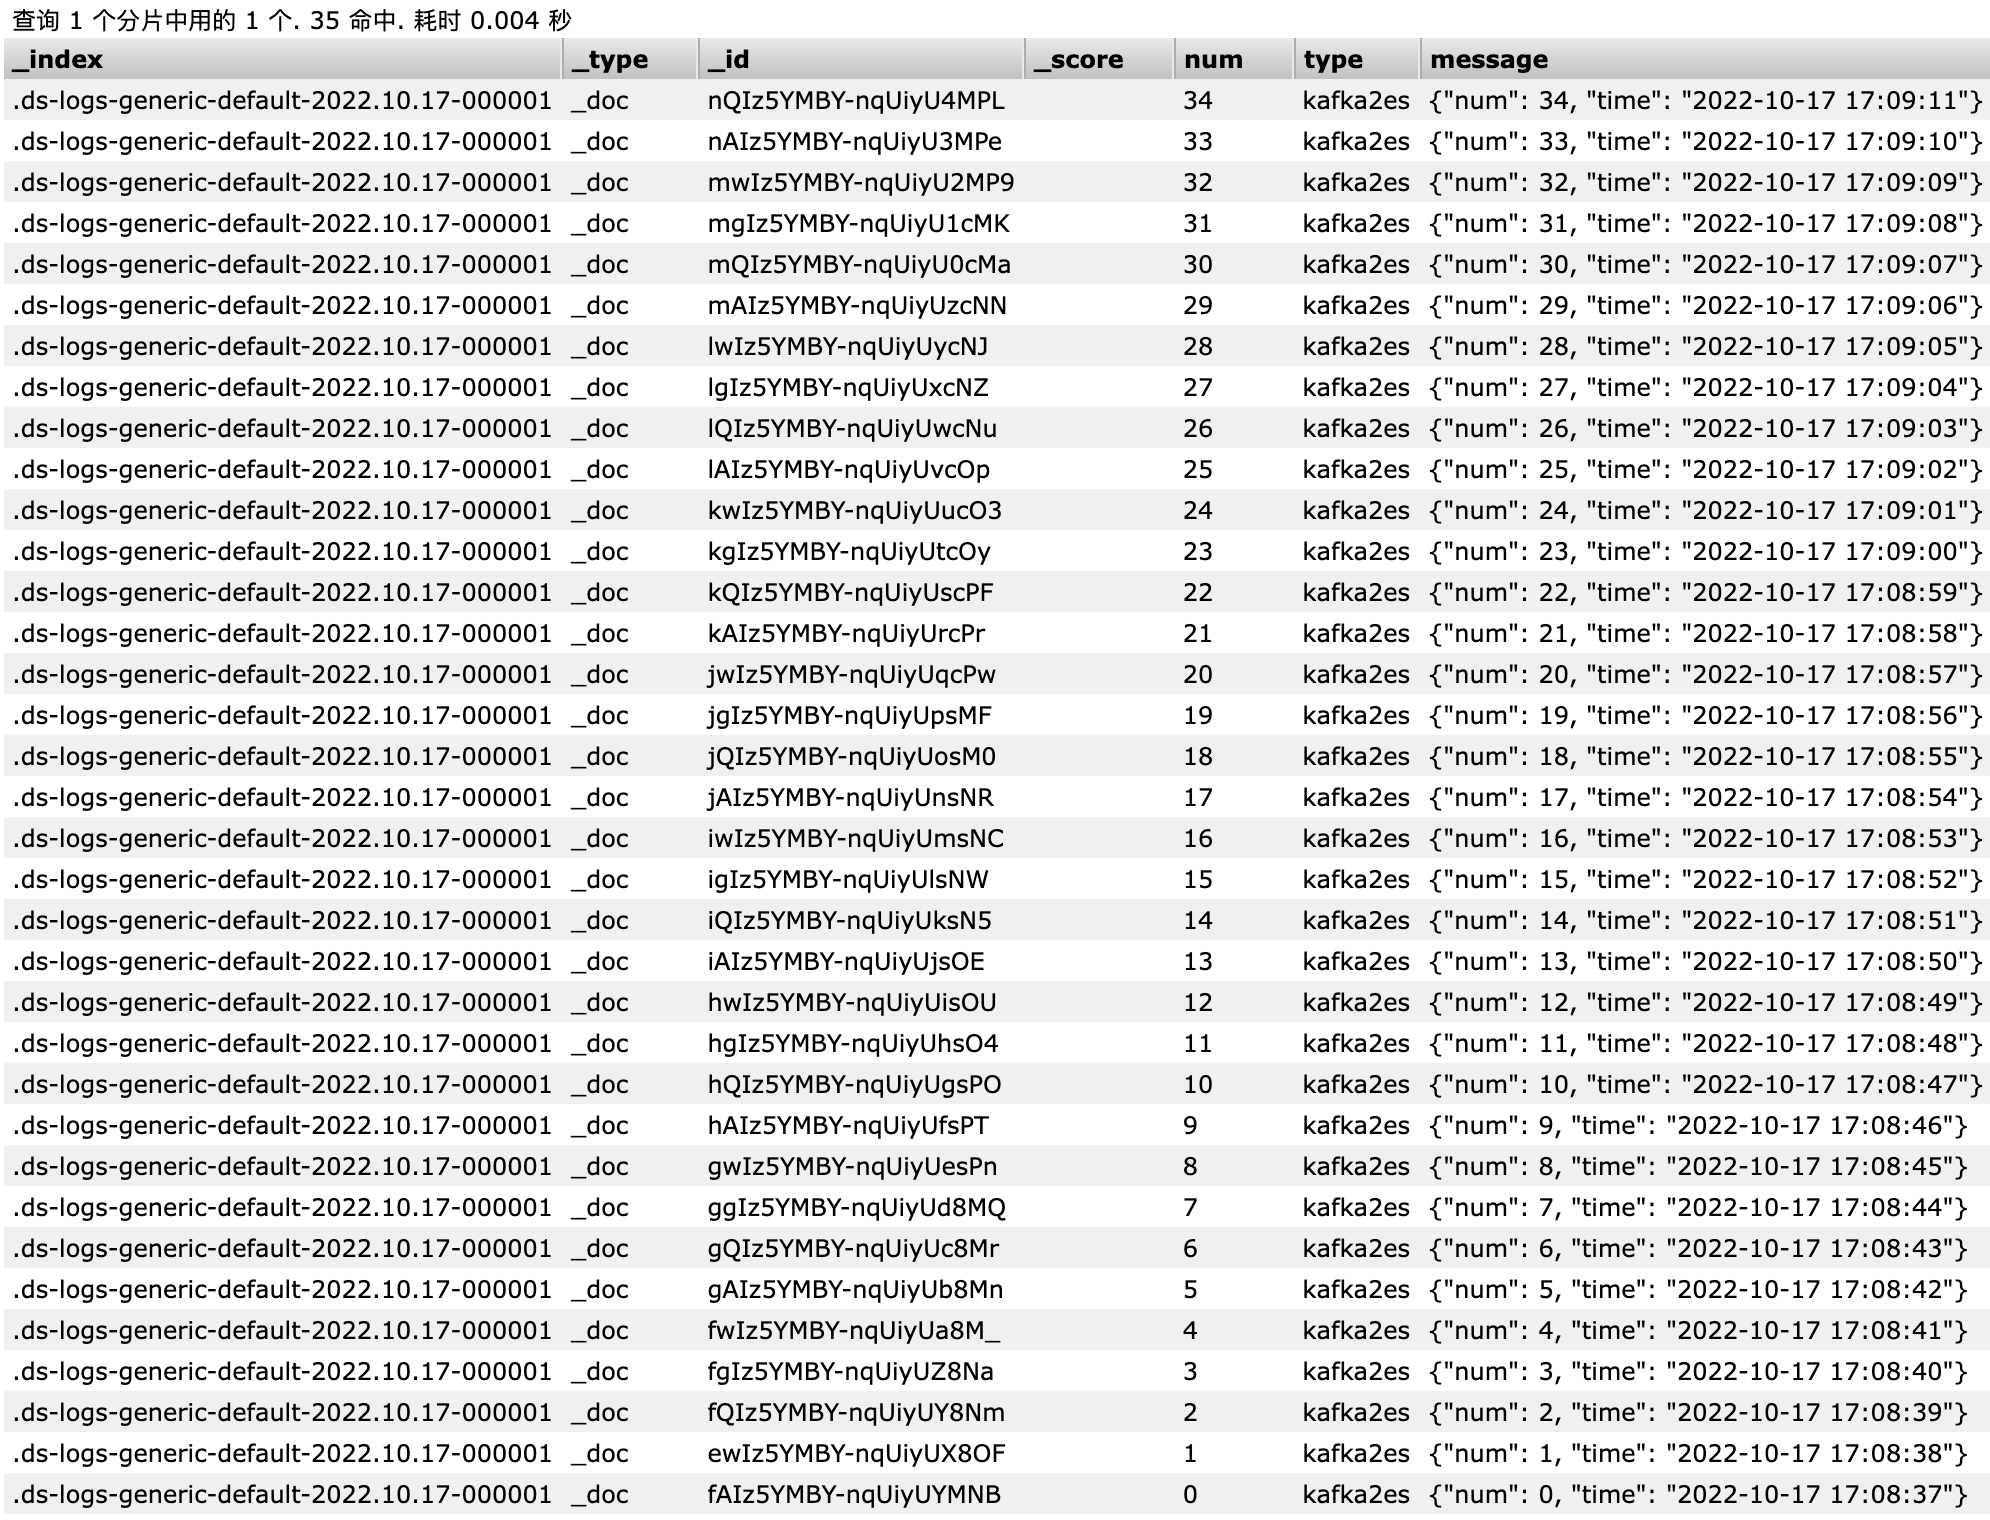 查询 1 个分片中用的 1 个. 35 命中. 耗时 0.004 秒
_index _type _id _score num type message
.ds-logs-generic-default-2022.10.17-000001 _doc nQIz5YMBY-nqUiyU4MPL 34 kafka2es {"num": 34, "time": "2022-10-17 17:09:11"}
.ds-logs-generic-default-2022.10.17-000001 _doc nAIz5YMBY-nqUiyU3MPe 33 kafka2es {"num": 33, "time": "2022-10-17 17:09:10"}
.ds-logs-generic-default-2022.10.17-000001 _doc mwIz5YMBY-nqUiyU2MP9 32 kafka2es {"num": 32, "time": "2022-10-17 17:09:09"}
.ds-logs-generic-default-2022.10.17-000001 _doc mgIz5YMBY-nqUiyU1cMK 31 kafka2es {"num": 31, "time": "2022-10-17 17:09:08"}
.ds-logs-generic-default-2022.10.17-000001 _doc mQIz5YMBY-nqUiyU0cMa 30 kafka2es {"num": 30, "time": "2022-10-17 17:09:07"}
.ds-logs-generic-default-2022.10.17-000001 _doc mAIz5YMBY-nqUiyUzcNN 29 kafka2es {"num": 29, "time": "2022-10-17 17:09:06"}
.ds-logs-generic-default-2022.10.17-000001 _doc lwIz5YMBY-nqUiyUycNJ 28 kafka2es {"num": 28, "time": "2022-10-17 17:09:05"}
.ds-logs-generic-default-2022.10.17-000001 _doc lgIz5YMBY-nqUiyUxcNZ 27 kafka2es {"num": 27, "time": "2022-10-17 17:09:04"}
.ds-logs-generic-default-2022.10.17-000001 _doc lQIz5YMBY-nqUiyUwcNu 26 kafka2es {"num": 26, "time": "2022-10-17 17:09:03"}
.ds-logs-generic-default-2022.10.17-000001 _doc lAIz5YMBY-nqUiyUvcOp 25 kafka2es {"num": 25, "time": "2022-10-17 17:09:02"}
.ds-logs-generic-default-2022.10.17-000001 _doc kwIz5YMBY-nqUiyUucO3 24 kafka2es {"num": 24, "time": "2022-10-17 17:09:01"}
.ds-logs-generic-default-2022.10.17-000001 _doc kgIz5YMBY-nqUiyUtcOy 23 kafka2es {"num": 23, "time": "2022-10-17 17:09:00"}
.ds-logs-generic-default-2022.10.17-000001 _doc kQIz5YMBY-nqUiyUscPF 22 kafka2es {"num": 22, "time": "2022-10-17 17:08:59"}
.ds-logs-generic-default-2022.10.17-000001 _doc kAIz5YMBY-nqUiyUrcPr 21 kafka2es {"num": 21, "time": "2022-10-17 17:08:58"}
.ds-logs-generic-default-2022.10.17-000001 _doc jwIz5YMBY-nqUiyUqcPw 20 kafka2es {"num": 20, "time": "2022-10-17 17:08:57"}
.ds-logs-generic-default-2022.10.17-000001 _doc jgIz5YMBY-nqUiyUpsMF 19 kafka2es {"num": 19, "time": "2022-10-17 17:08:56"}
.ds-logs-generic-default-2022.10.17-000001 _doc jQIz5YMBY-nqUiyUosM0 18 kafka2es {"num": 18, "time": "2022-10-17 17:08:55"}
.ds-logs-generic-default-2022.10.17-000001 _doc jAIz5YMBY-nqUiyUnsNR 17 kafka2es {"num": 17, "time": "2022-10-17 17:08:54"}
.ds-logs-generic-default-2022.10.17-000001 _doc iwIz5YMBY-nqUiyUmsNC 16 kafka2es {"num": 16, "time": "2022-10-17 17:08:53"}
.ds-logs-generic-default-2022.10.17-000001 _doc igIz5YMBY-nqUiyUlsNW 15 kafka2es {"num": 15, "time": "2022-10-17 17:08:52"}
.ds-logs-generic-default-2022.10.17-000001 _doc iQIz5YMBY-nqUiyUksN5 14 kafka2es {"num": 14, "time": "2022-10-17 17:08:51"}
.ds-logs-generic-default-2022.10.17-000001 _doc iAIz5YMBY-nqUiyUjsOE 13 kafka2es {"num": 13, "time": "2022-10-17 17:08:50"}
.ds-logs-generic-default-2022.10.17-000001 _doc hwIz5YMBY-nqUiyUisOU 12 kafka2es {"num": 12, "time": "2022-10-17 17:08:49"}
.ds-logs-generic-default-2022.10.17-000001 _doc hgIz5YMBY-nqUiyUhsO4 11 kafka2es {"num": 11, "time": "2022-10-17 17:08:48"}
.ds-logs-generic-default-2022.10.17-000001 _doc hQIz5YMBY-nqUiyUgsPO 10 kafka2es {"num": 10, "time": "2022-10-17 17:08:47"}
.ds-logs-generic-default-2022.10.17-000001 _doc hAIz5YMBY-nqUiyUfsPT 9 kafka2es {"num": 9, "time": "2022-10-17 17:08:46"}
.ds-logs-generic-default-2022.10.17-000001 _doc gwIz5YMBY-nqUiyUesPn 8 kafka2es {"num": 8, "time": "2022-10-17 17:08:45"}
.ds-logs-generic-default-2022.10.17-000001 _doc ggIz5YMBY-nqUiyUd8MQ 7 kafka2es {"num": 7, "time": "2022-10-17 17:08:44"}
.ds-logs-generic-default-2022.10.17-000001 _doc gQIz5YMBY-nqUiyUc8Mr 6 kafka2es {"num": 6, "time": "2022-10-17 17:08:43"}
.ds-logs-generic-default-2022.10.17-000001 _doc gAIz5YMBY-nqUiyUb8Mn 5 kafka2es {"num": 5, "time": "2022-10-17 17:08:42"}
.ds-logs-generic-default-2022.10.17-000001 _doc fwIz5YMBY-nqUiyUa8M_ 4 kafka2es {"num": 4, "time": "2022-10-17 17:08:41"}
.ds-logs-generic-default-2022.10.17-000001 _doc fgIz5YMBY-nqUiyUZ8Na 3 kafka2es {"num": 3, "time": "2022-10-17 17:08:40"}
.ds-logs-generic-default-2022.10.17-000001 _doc fQIz5YMBY-nqUiyUY8Nm 2 kafka2es {"num": 2, "time": "2022-10-17 17:08:39"}
.ds-logs-generic-default-2022.10.17-000001 _doc ewIz5YMBY-nqUiyUX8OF 1 kafka2es {"num": 1, "time": "2022-10-17 17:08:38"}
.ds-logs-generic-default-2022.10.17-000001 _doc fAIz5YMBY-nqUiyUYMNB 0 kafka2es {"num": 0, "time": "2022-10-17 17:08:37"}